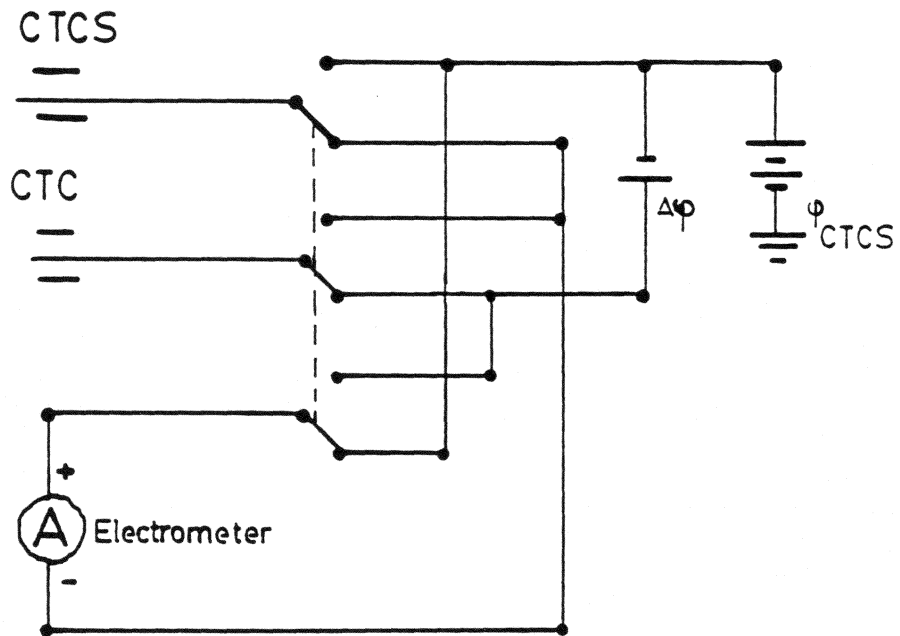 CTCS
CTC
Δφ
φCTCS
+
A Electrometer
-